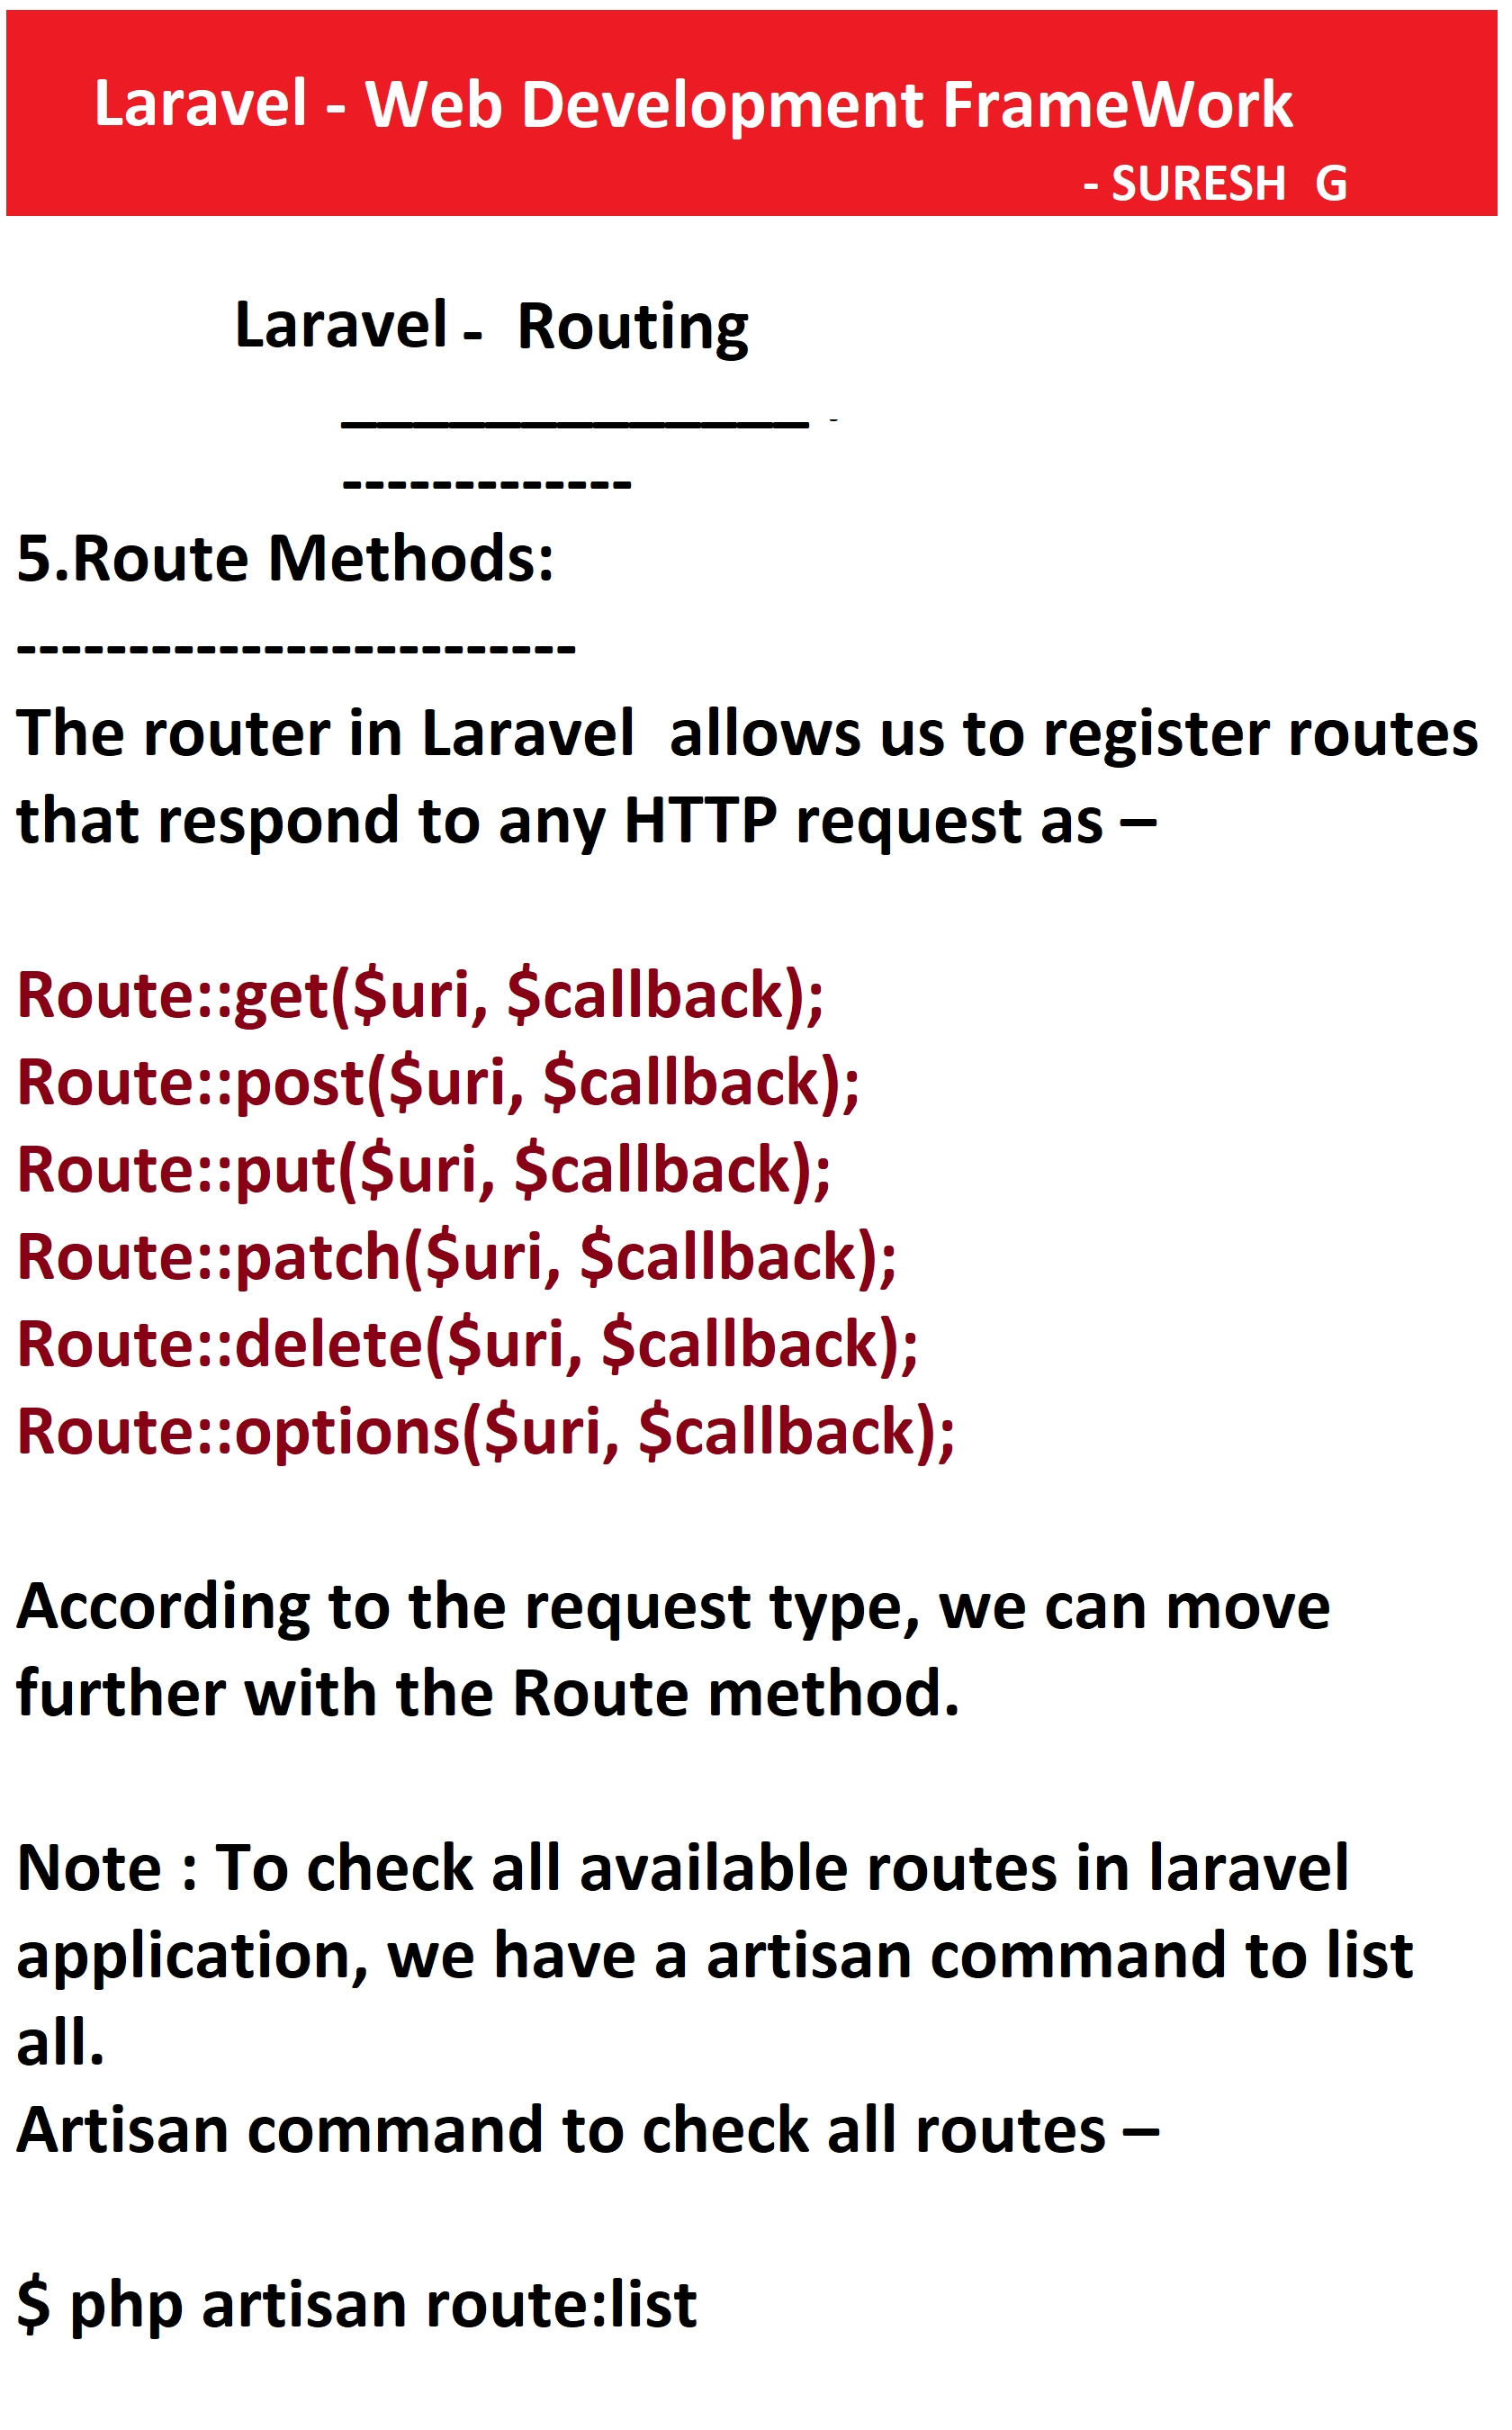 Laravel - Web Development FrameWork
- SURESH  G
Laravel -  Routing
_____________ -
-------------
5.Route Methods:
-------------------------
The router in Laravel  allows us to register routes
that respond to any HTTP request as –
Route::get($uri, $callback);
Route::post($uri, $callback);
Route::put($uri, $callback);
Route::patch($uri, $callback);
Route::delete($uri, $callback);
Route::options($uri, $callback);
According to the request type, we can move
further with the Route method.
Note : To check all available routes in laravel
application, we have a artisan command to list
all.
Artisan command to check all routes –
$ php artisan route:list